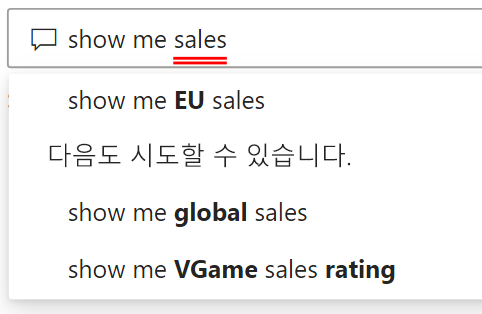 show me sales
show me EU sales
다음도 시도할 수 있습니다.
show me global sales
show me VGame sales rating